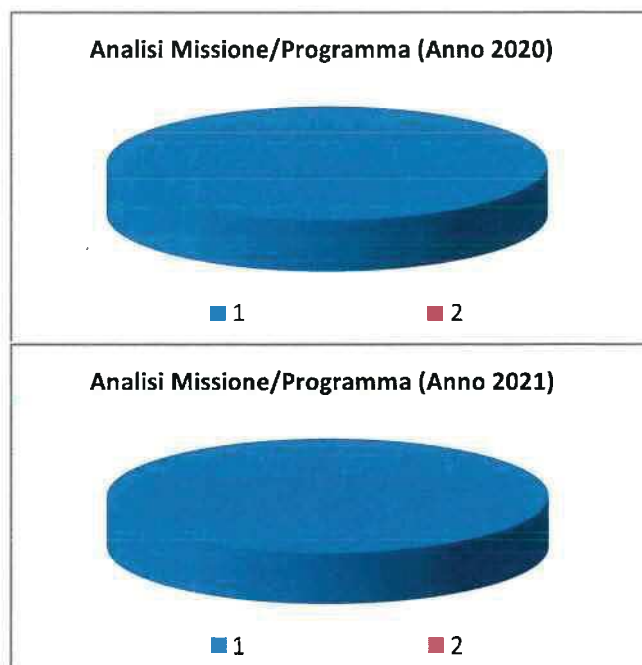 Analisi Missione/Programma (Anno 2020)
1 2
Analisi Missione/Programma (Anno 2021)
1 2